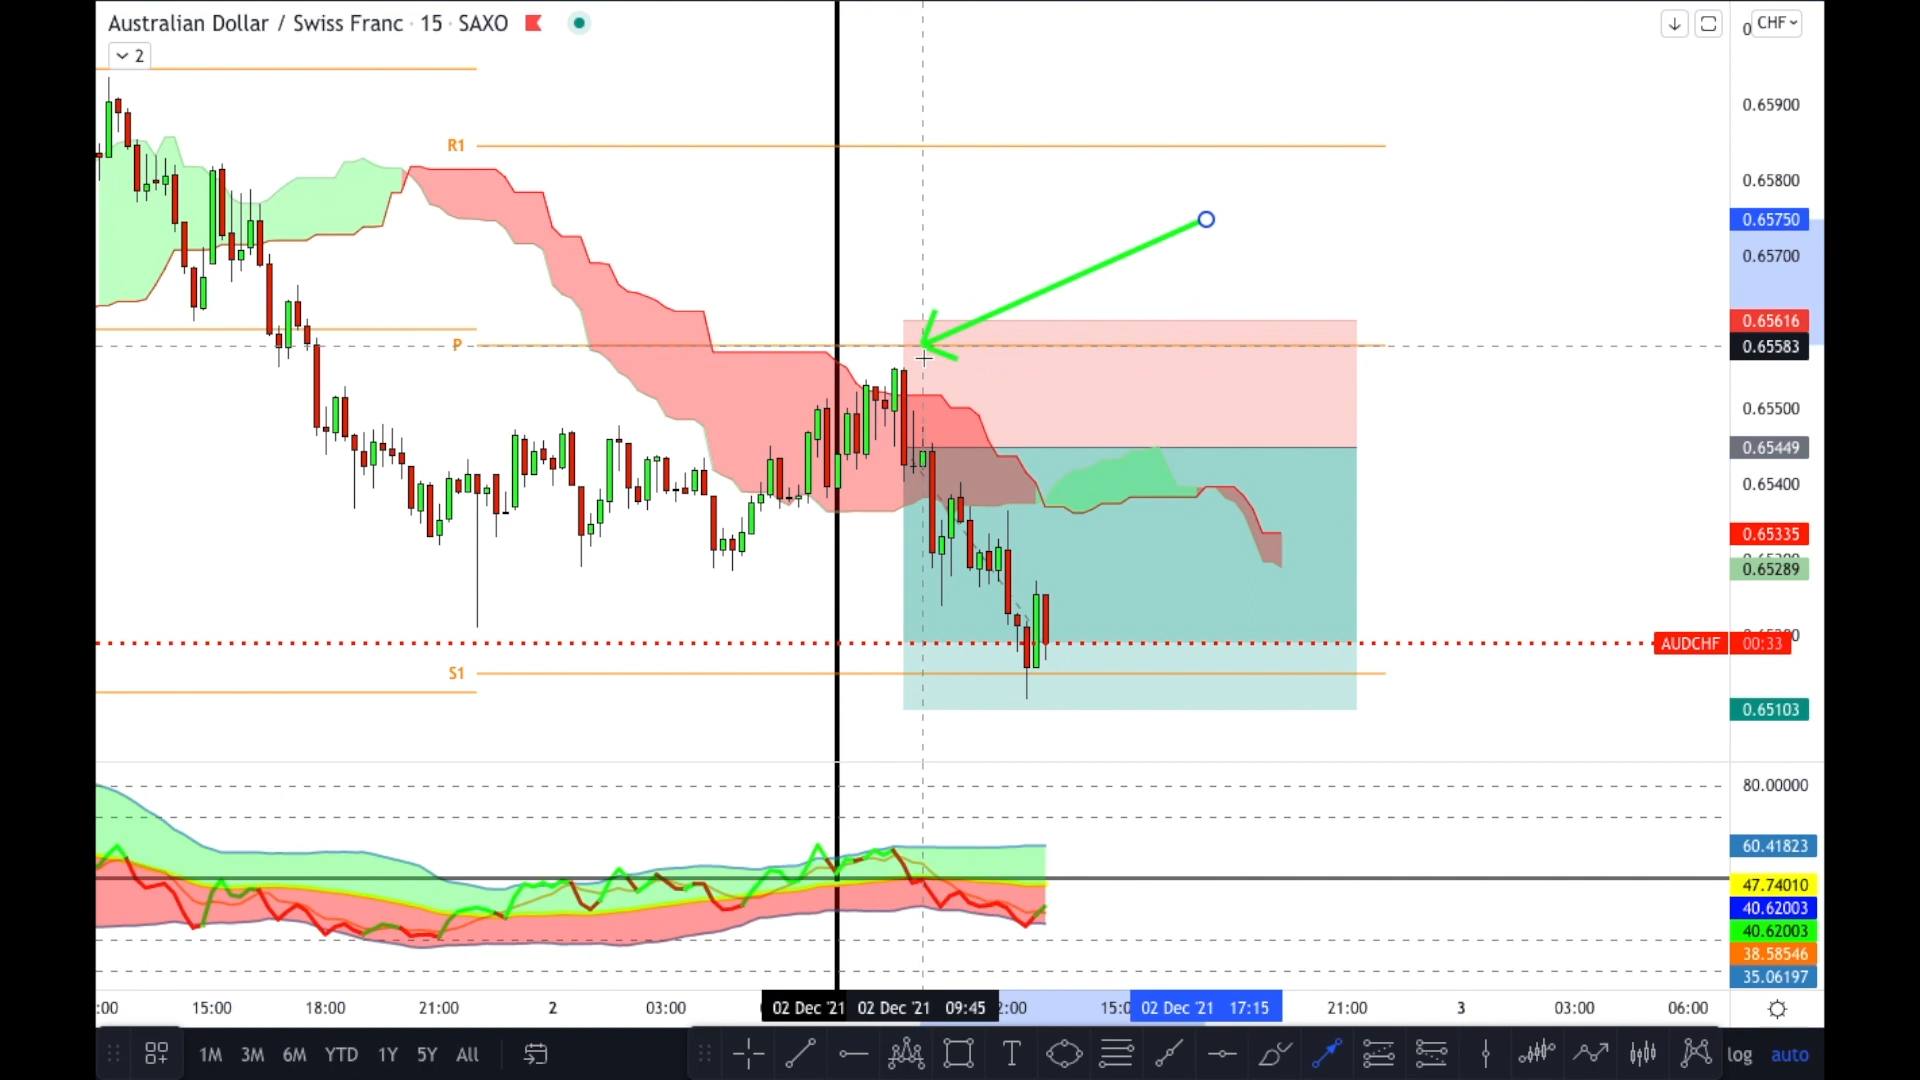 Australian Dollar / Swiss Franc · 15 · SAXO
2
CHF
0.65900
R1
0.65800
0.65750
0.65700
0.65616
P
0.65583
0.65500
0.65449
0.65400
0.65335
0.65289
AUDCHF 00:33
S1
0.65103
80.00000
60.41823
47.74010
40.62003
40.62003
38.58546
35.06197
:00 15:00 18:00 21:00 2 03:00 02 Dec '21 02 Dec '21 09:45 2:00 15:0 02 Dec '21 17:15 21:00 3 03:00 06:00
1M 3M 6M YTD 1Y 5Y All log auto